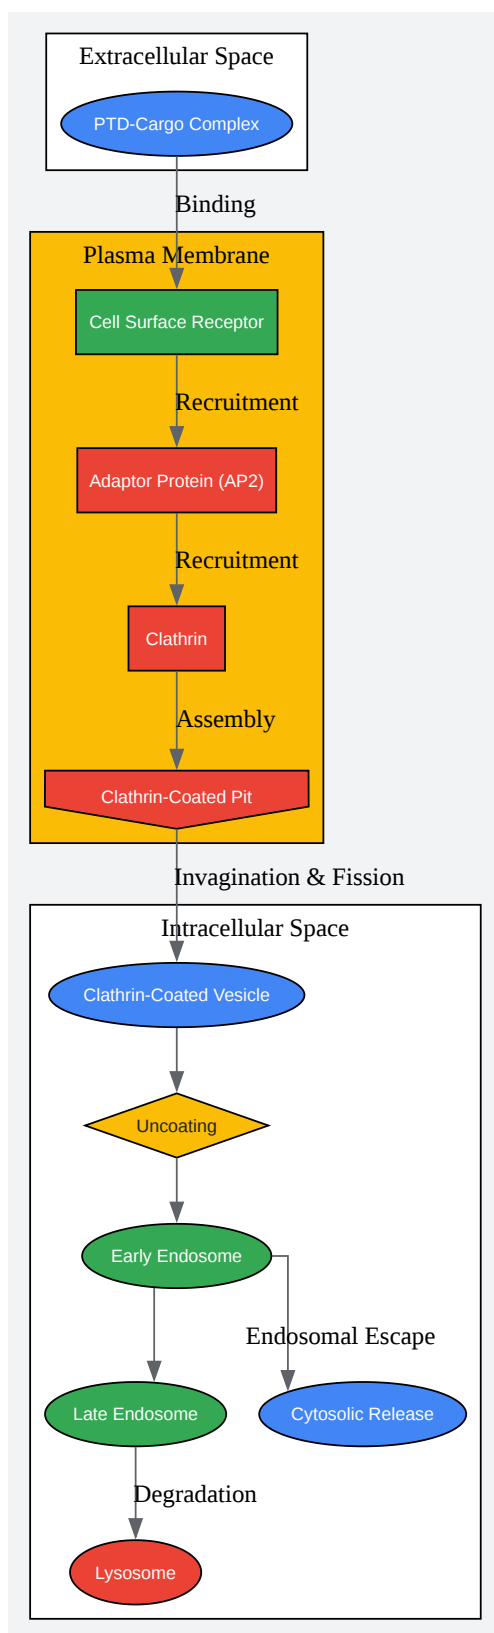 Extracellular Space
PTD-Cargo Complex
Binding
Plasma Membrane
Cell Surface Receptor
Recruitment
Adaptor Protein (AP2)
Recruitment
Clathrin
Assembly
Clathrin-Coated Pit
Invagination & Fission
Intracellular Space
Clathrin-Coated Vesicle
Uncoating
Early Endosome
Endosomal Escape
Late Endosome
Cytosolic Release
Degradation
Lysosome